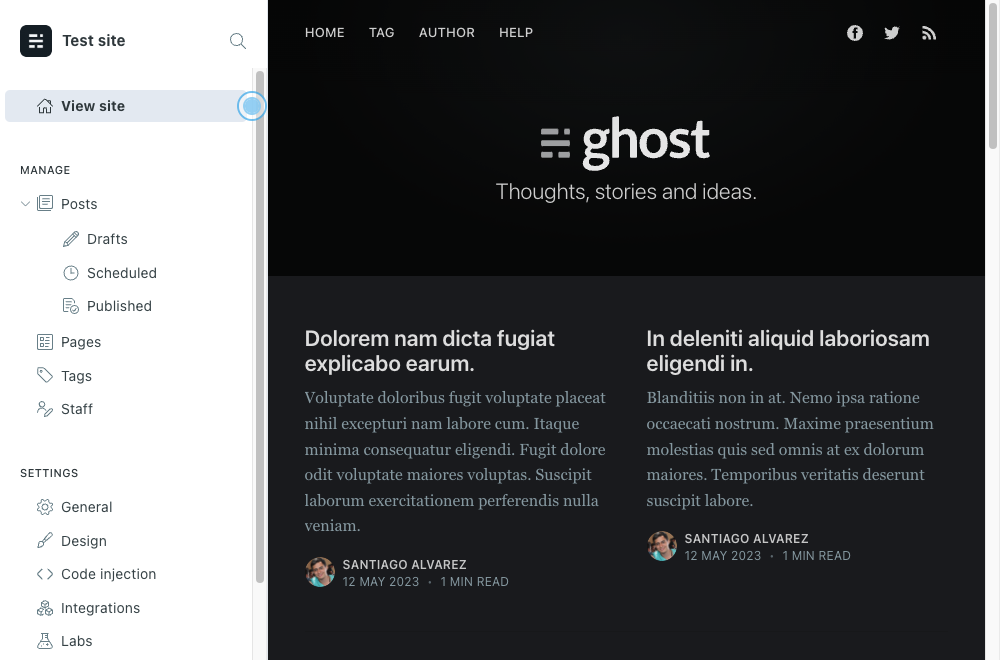 Test site
View site
MANAGE
Posts
Drafts
Scheduled
Published
Pages
Tags
Staff
SETTINGS
General
Design
Code injection
Integrations
Labs
HOME TAG AUTHOR HELP
ghost
Thoughts, stories and ideas.
Dolorem nam dicta fugiat
explicabo earum.
Voluptate doloribus fugit voluptate placeat
nihil excepturi nam labore cum. Itaque
minima consequatur eligendi. Fugit dolore
odit voluptate maiores voluptas. Suscipit
laborum exercitationem perferendis nulla
veniam.
SANTIAGO ALVAREZ
12 MAY 2023 • 1 MIN READ
In deleniti aliquid laboriosam
eligendi in.
Blanditiis non in at. Nemo ipsa ratione
occaecati nostrum. Maxime praesentium
molestias quis sed omnis at ex dolorum
maiores. Temporibus veritatis deserunt
suscipit labore.
SANTIAGO ALVAREZ
12 MAY 2023 • 1 MIN READ